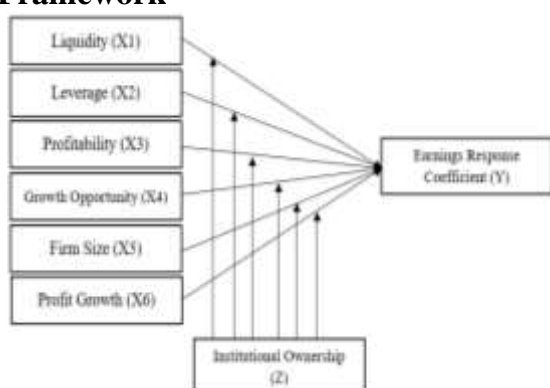 Framework
Liquidity (X1)
Leverage (X2)
Profitability (X3)
Growth Opportunity (X4)
Firm Size (X5)
Profit Growth (X6)
Earnings Response
Coefficient (Y)
Institutional Ownership
(Z)